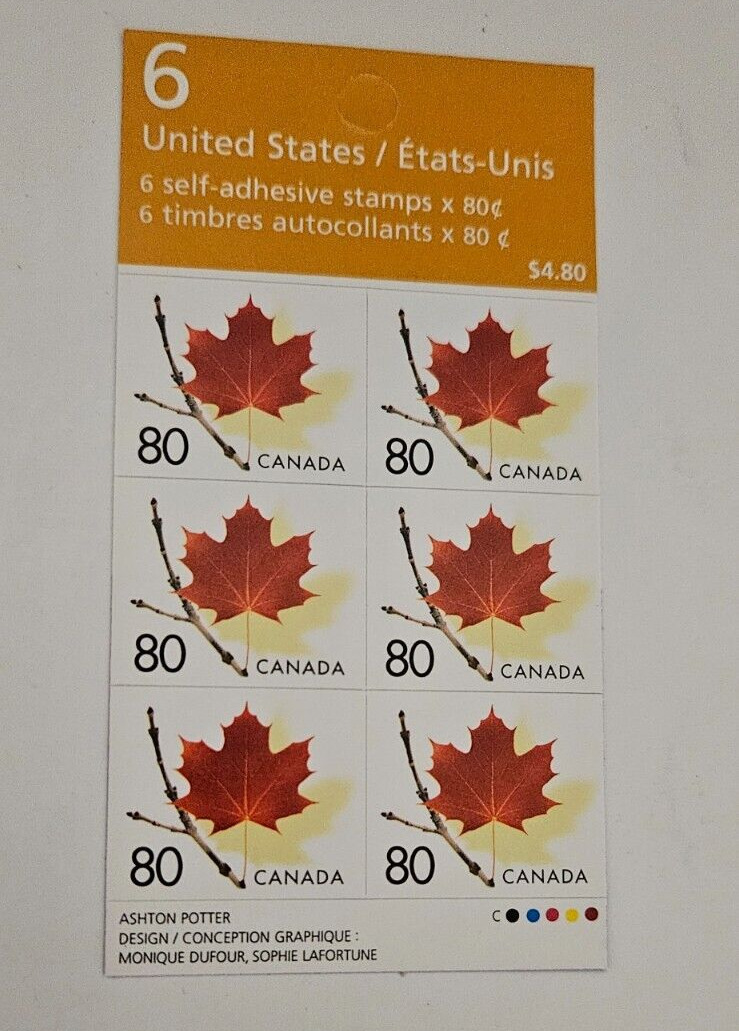 6
United States / États-Unis
6 self-adhesive stamps x 80¢
6 timbres autocollants x 80 ¢
$4.80
80 CANADA
80 CANADA
80 CANADA
80 CANADA
80 CANADA
80 CANADA
ASHTON POTTER
DESIGN / CONCEPTION GRAPHIQUE :
MONIQUE DUFOUR, SOPHIE LAFORTUNE
C